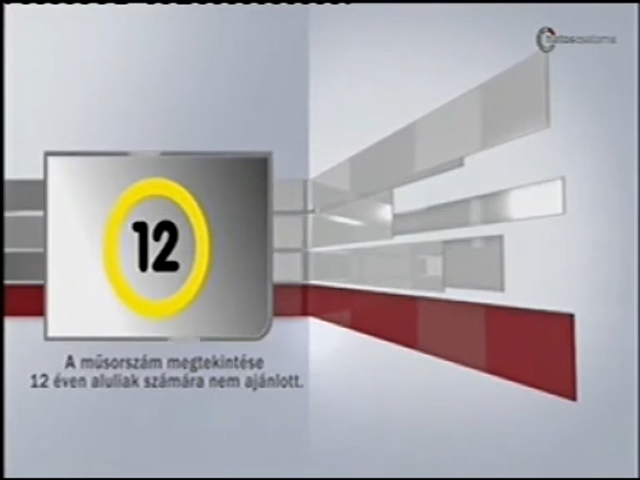 12
A műsorszám megtekintése
12 éven aluliak számára nem ajánlott.